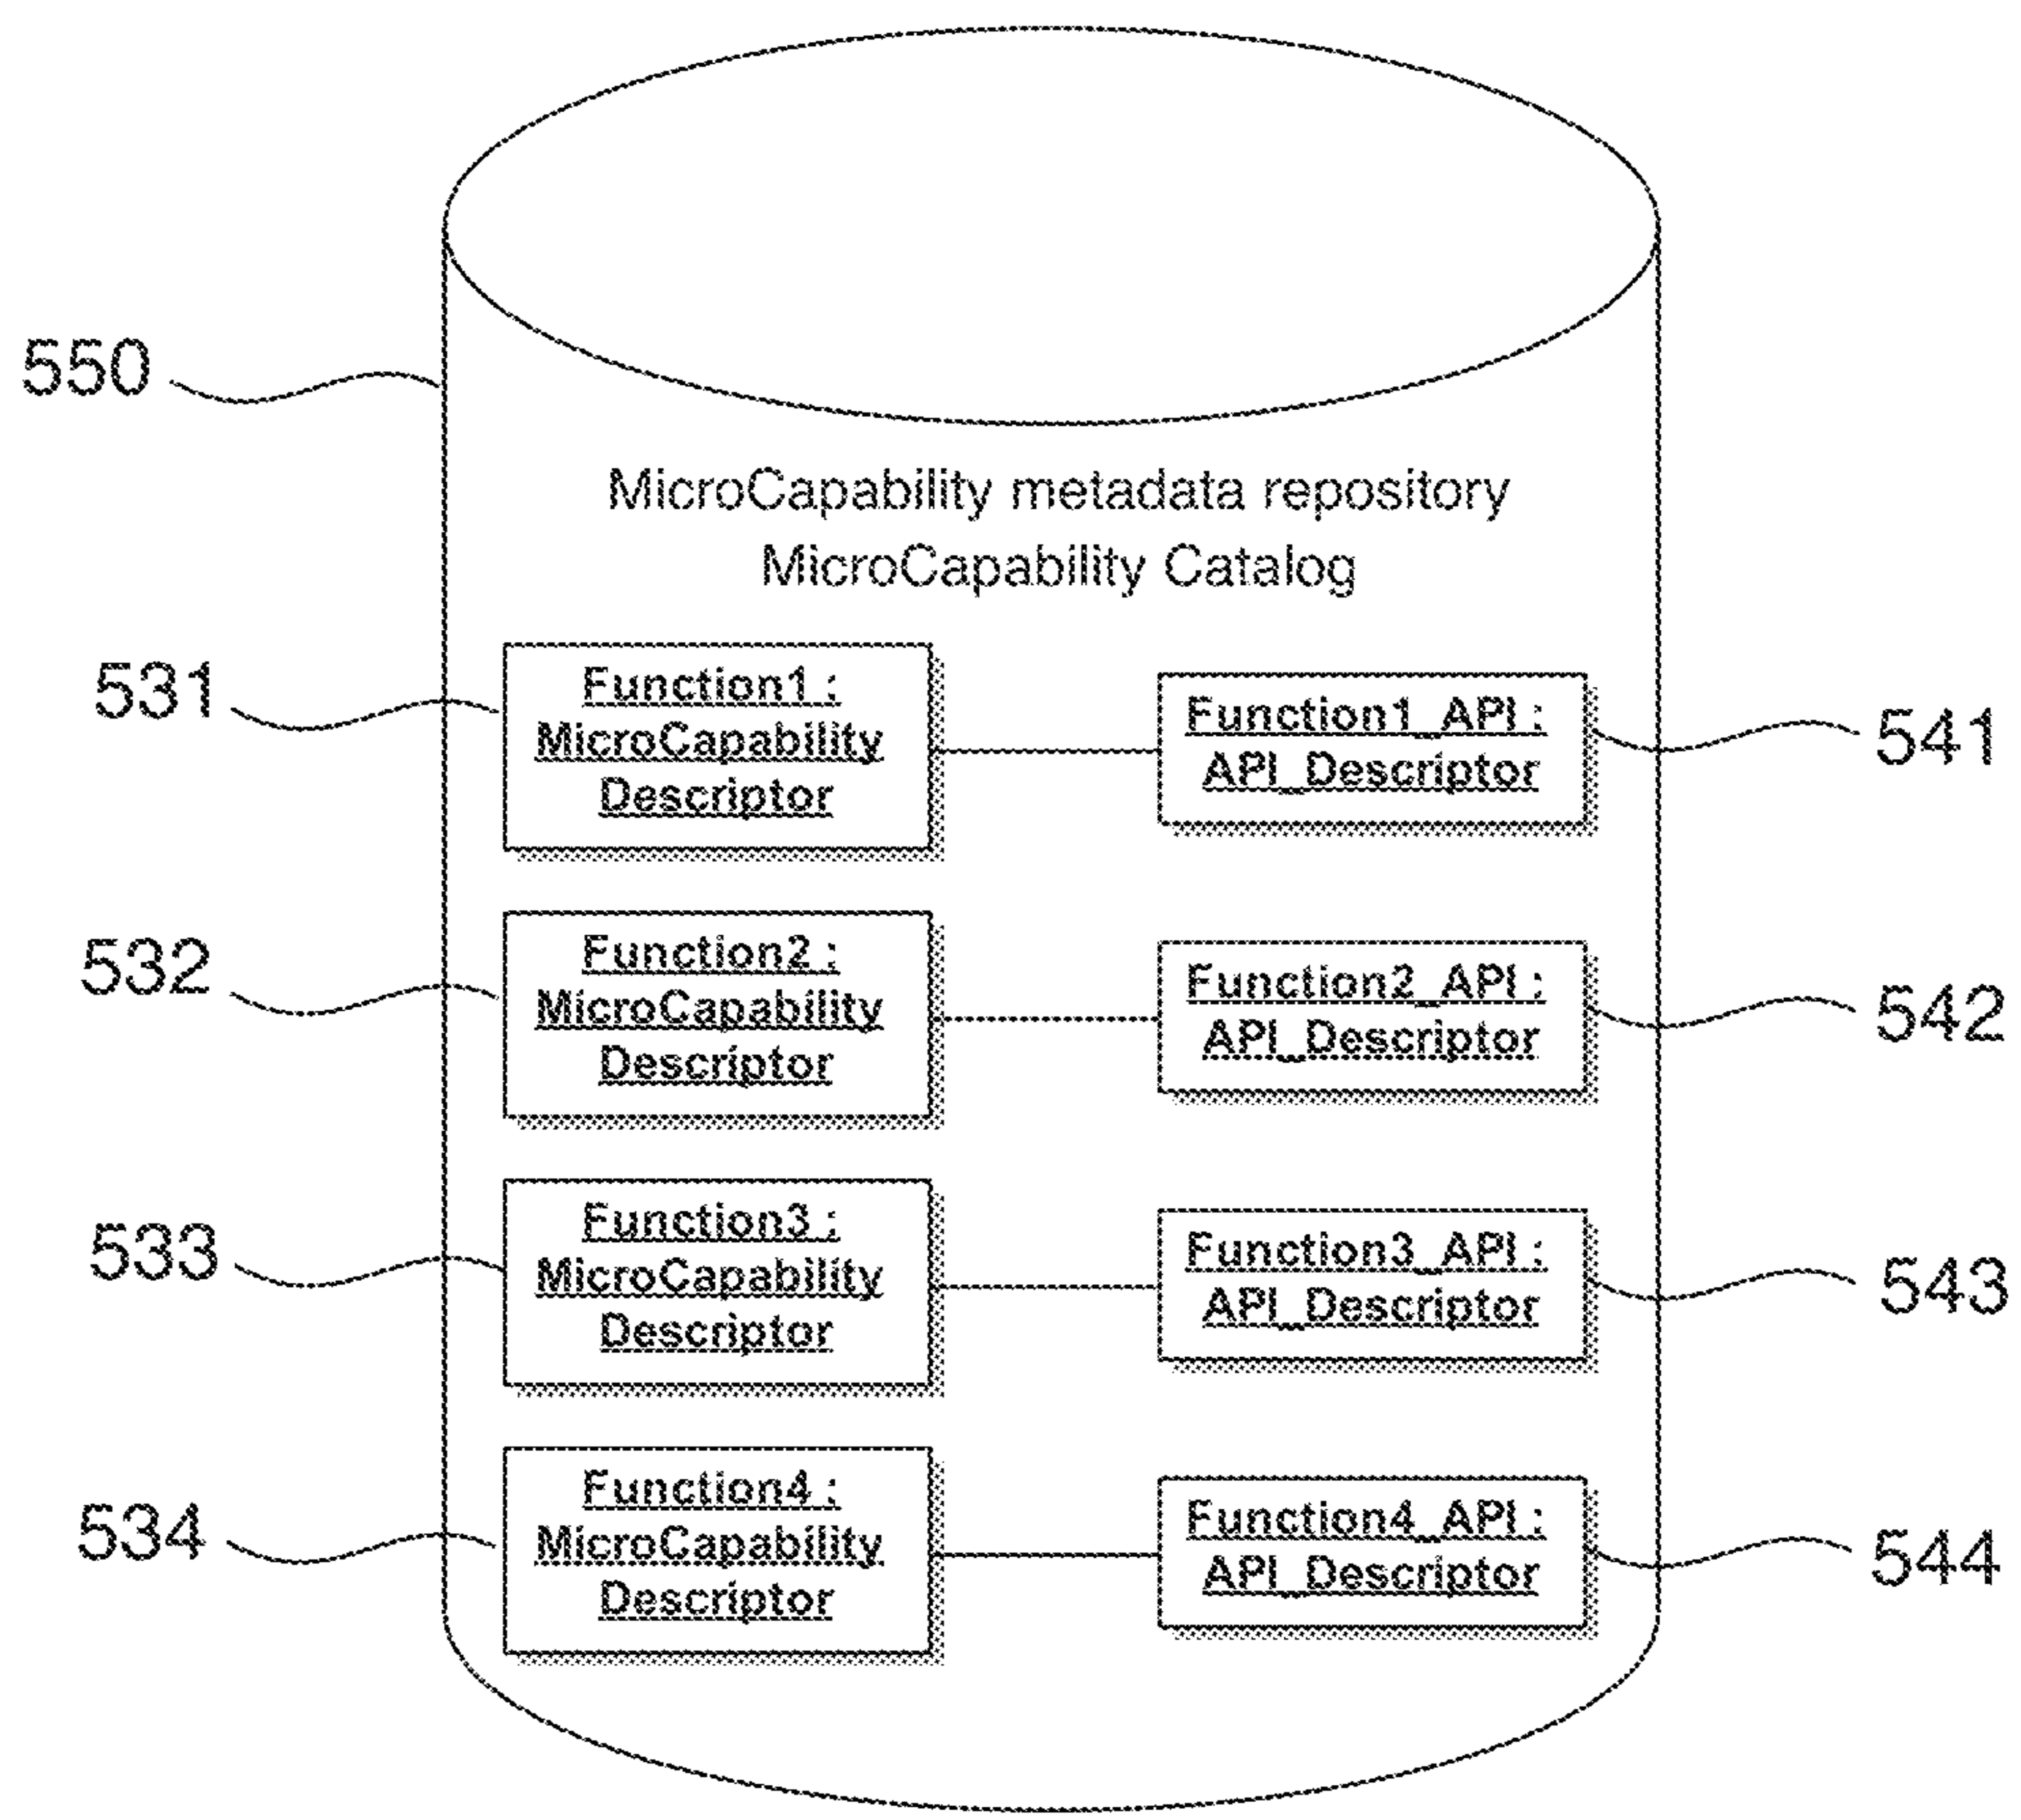 550
MicroCapability metadata repository
MicroCapability Catalog
531
Function1 :
MicroCapability
Descriptor
Function1_API :
API_Descriptor
541
532
Function2 :
MicroCapability
Descriptor
Function2_API :
API_Descriptor
542
533
Function3 :
MicroCapability
Descriptor
Function3_API :
API_Descriptor
543
534
Function4 :
MicroCapability
Descriptor
Function4_API :
API_Descriptor
544